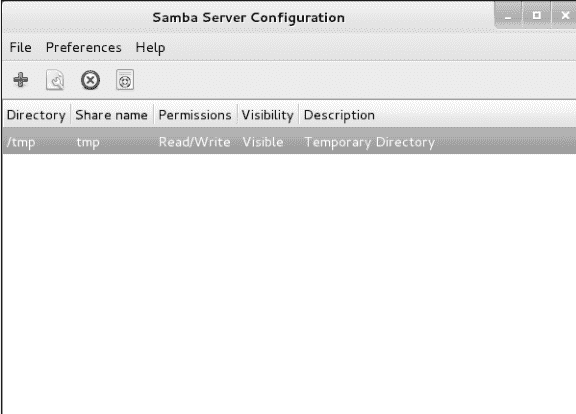 Samba Server Configuration
File Preferences Help
Directory Share name Permissions Visibility Description
/tmp tmp Read/Write Visible Temporary Directory